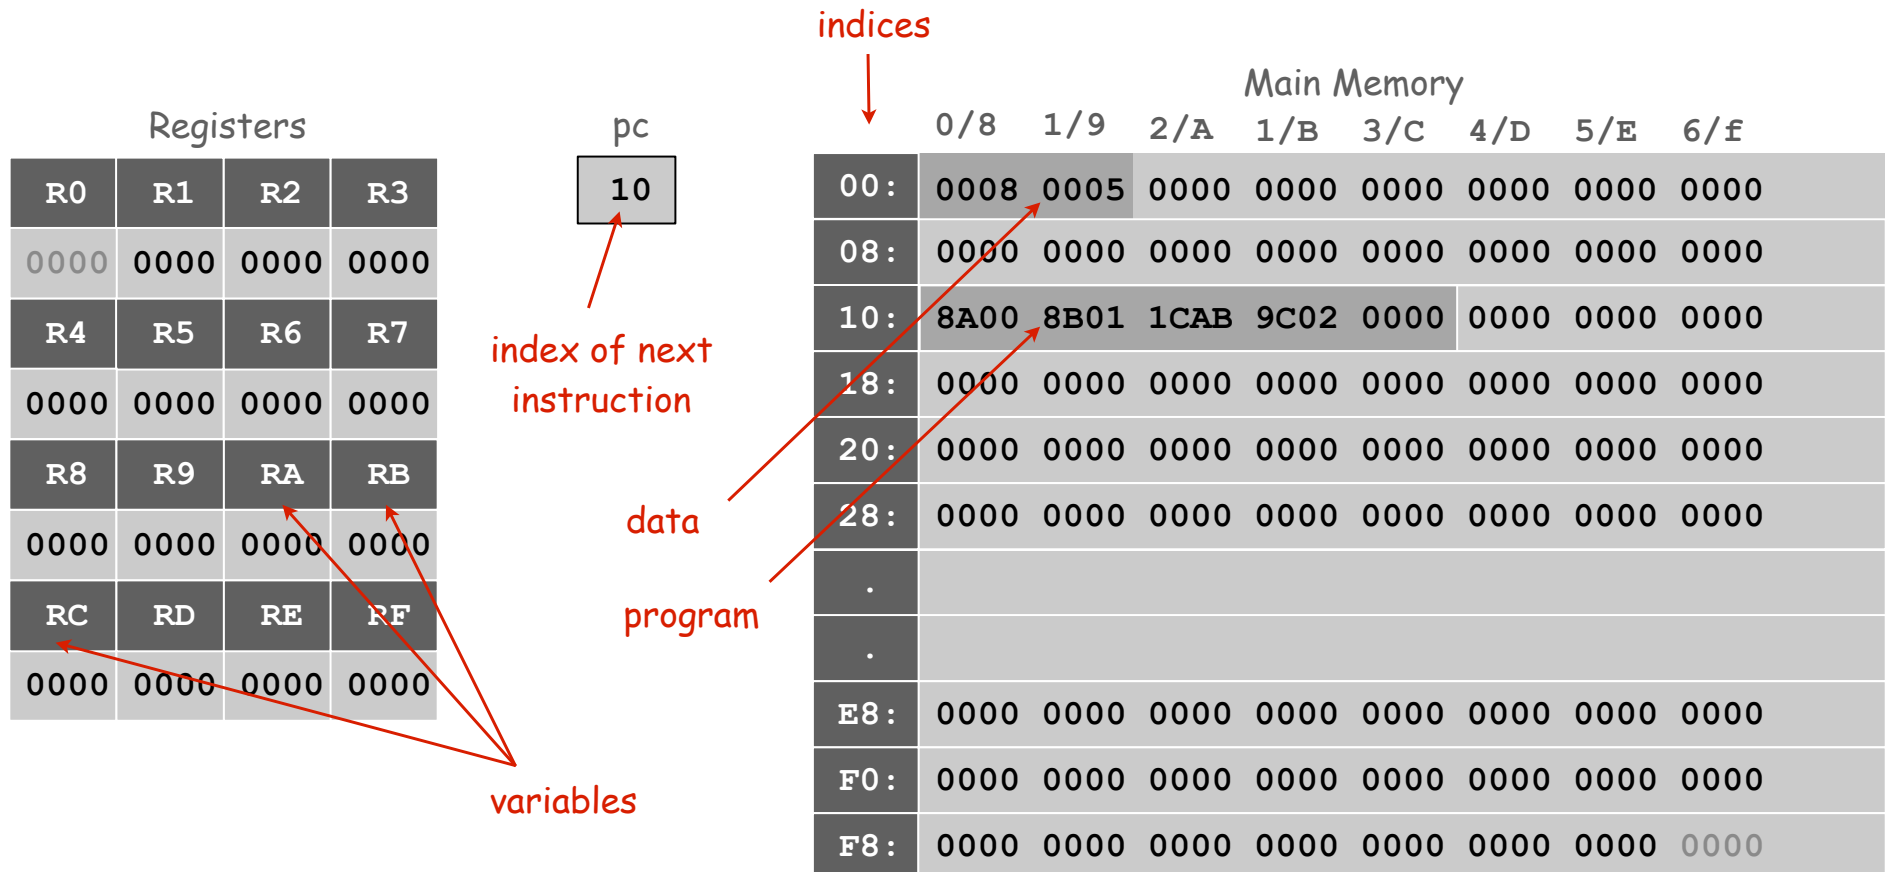 indices
Main Memory
Registers
pc
0/8 1/9 2/A 1/B 3/C 4/D 5/E 6/f
R0 R1 R2 R3
10
00: 0008 0005 0000 0000 0000 0000 0000 0000
0000 0000 0000 0000
08: 0000 0000 0000 0000 0000 0000 0000 0000
R4 R5 R6 R7
10: 8A00 8B01 1CAB 9C02 0000 0000 0000 0000
index of next
instruction
0000 0000 0000 0000
18: 0000 0000 0000 0000 0000 0000 0000 0000
R8 R9 RA RB
20: 0000 0000 0000 0000 0000 0000 0000 0000
data
28: 0000 0000 0000 0000 0000 0000 0000 0000
0000 0000 0000 0000
.
RC RD RE RF
program
.
0000 0000 0000 0000
E8: 0000 0000 0000 0000 0000 0000 0000 0000
variables
F0: 0000 0000 0000 0000 0000 0000 0000 0000
F8: 0000 0000 0000 0000 0000 0000 0000 0000